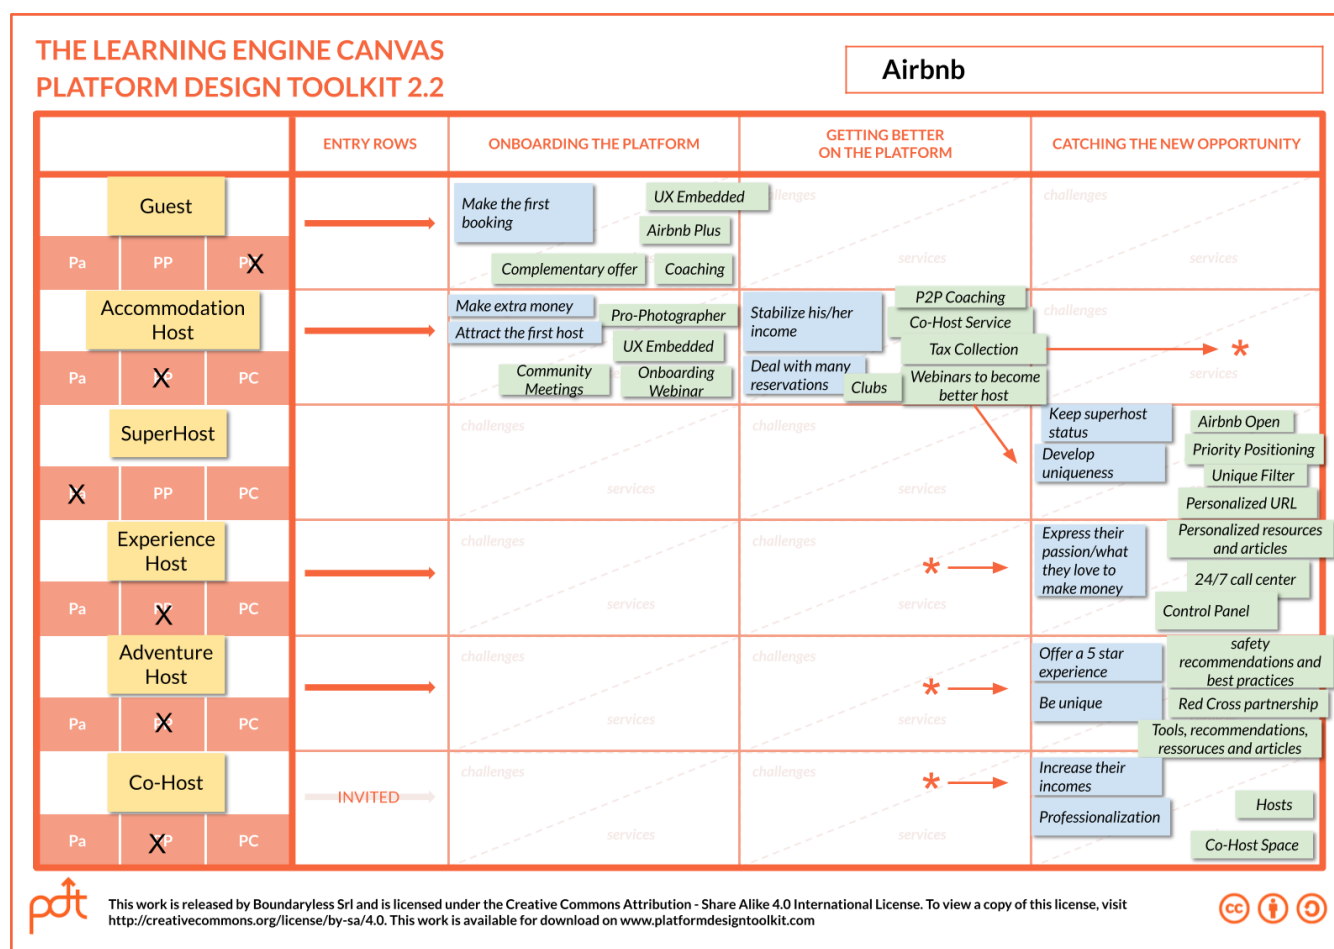 THE LEARNING ENGINE CANVAS
PLATFORM DESIGN TOOLKIT 2.2
Airbnb
ENTRY ROWS
ONBOARDING THE PLATFORM
GETTING BETTER
ON THE PLATFORM
CATCHING THE NEW OPPORTUNITY
Guest
Pa
PP
X
Make the first
booking
UX Embedded
Airbnb Plus
Complementary offer
Coaching
challenges
services
challenges
services
Accommodation
Host
Pa
X
PC
Make extra money
Attract the first host
Pro-Photographer
UX Embedded
Community
Meetings
Onboarding
Webinar
Stabilize his/her
income
Deal with many
reservations
P2P Coaching
Co-Host Service
Tax Collection
Clubs
Webinars to become
better host
challenges
*
services
SuperHost
X
PP
PC
challenges
services
challenges
services
Keep superhost
status
Develop
uniqueness
Airbnb Open
Priority Positioning
Unique Filter
Personalized URL
Experience
Host
Pa
X
PC
challenges
services
challenges
*
services
Express their
passion/what
they love to
make money
Personalized resources
and articles
24/7 call center
Control Panel
Adventure
Host
Pa
X
PC
challenges
services
challenges
*
services
Offer a 5 star
experience
Be unique
safety
recommendations and
best practices
Red Cross partnership
Tools, recommendations,
ressoruces and articles
Co-Host
Pa
X
PC
INVITED
challenges
services
challenges
*
services
Increase their
incomes
Professionalization
Hosts
Co-Host Space
pdt
This work is released by Boundaryless Srl and is licensed under the Creative Commons Attribution - Share Alike 4.0 International License. To view a copy of this license, visit
http://creativecommons.org/license/by-sa/4.0. This work is available for download on www.platformdesigntoolkit.com
cc